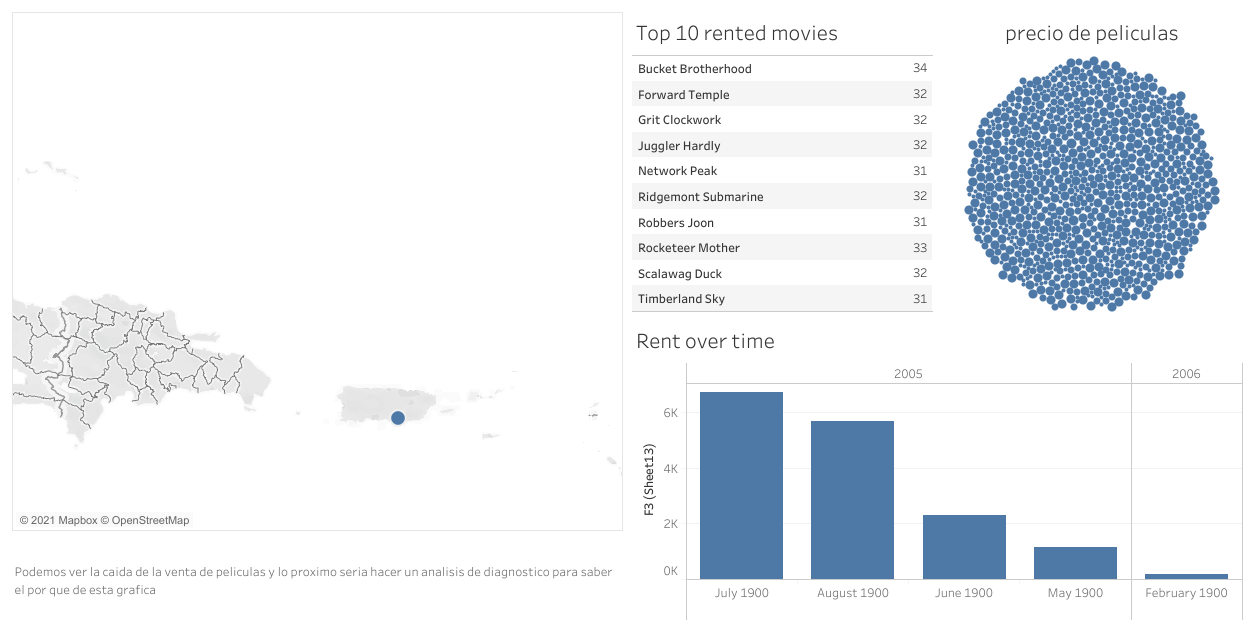 © 2021 Mapbox © OpenStreetMap
Podemos ver la caida de la venta de peliculas y lo proximo seria hacer un analisis de diagnostico para saber
el por que de esta grafica
Top 10 rented movies
Bucket Brotherhood 34
Forward Temple 32
Grit Clockwork 32
Juggler Hardly 32
Network Peak 31
Ridgemont Submarine 32
Robbers Joon 31
Rocketeer Mother 33
Scalawag Duck 32
Timberland Sky 31
precio de peliculas
Rent over time
2005 2006
F3 (Sheet13)
6K
4K
2K
0K
July 1900 August 1900 June 1900 May 1900 February 1900